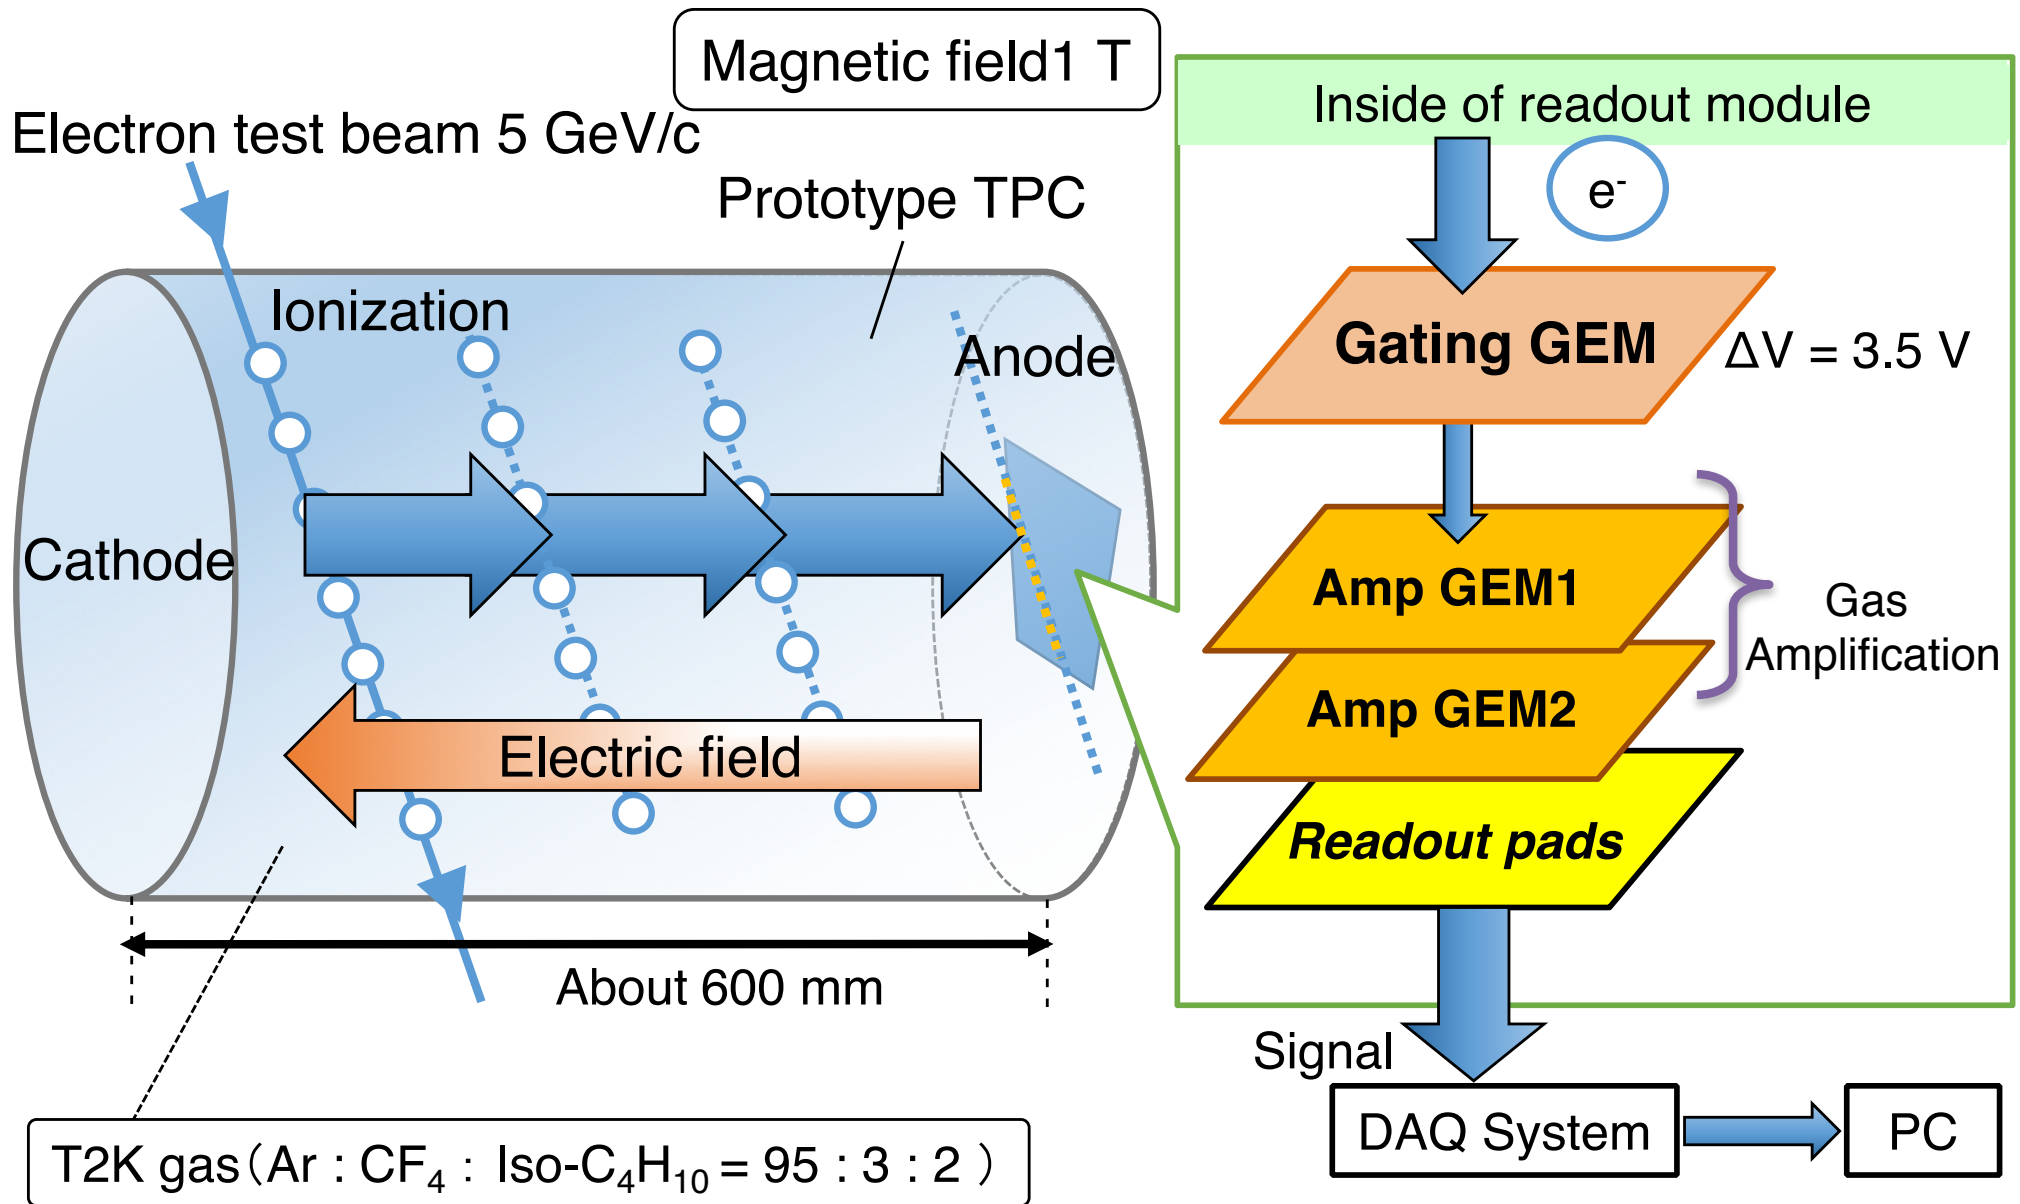 Magnetic field1 T
Electron test beam 5 GeV/c
Prototype TPC
Ionization
Anode
Cathode
Electric field
About 600 mm
T2K gas(Ar : CF₄ : Iso-C₄H₁₀ = 95 : 3 : 2 )
Inside of readout module
e⁻
Gating GEM
ΔV = 3.5 V
Amp GEM1
Gas
Amplification
Amp GEM2
Readout pads
Signal
DAQ System
PC